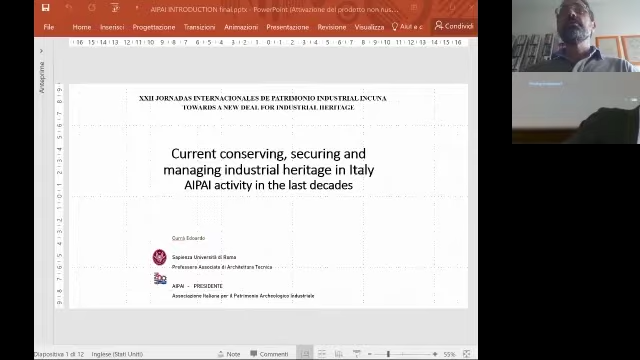 AIPAI INTRODUCTION final.pptx - PowerPoint (Attivazione del prodotto non rius
File Home Inserisci Progettazione Transizioni Animazioni Presentazione Revisione Visualizza Condividi
Anteprime
XXII JORNADAS INTERNACIONALES DE PATRIMONIO INDUSTRIAL INCUNA
TOWARDS A NEW DEAL FOR INDUSTRIAL HERITAGE
Current conserving, securing and
managing industrial heritage in Italy
AIPAI activity in the last decades
Currà Edoardo
Sapienza Università di Roma
Professore Associato di Architettura Tecnica
AIPAI - PRESIDENTE
Associazione Italiana per il Patrimonio Archeologico Industriale
Diapositiva 1 di 12 Inglese (Stati Uniti) Note Commenti 55%